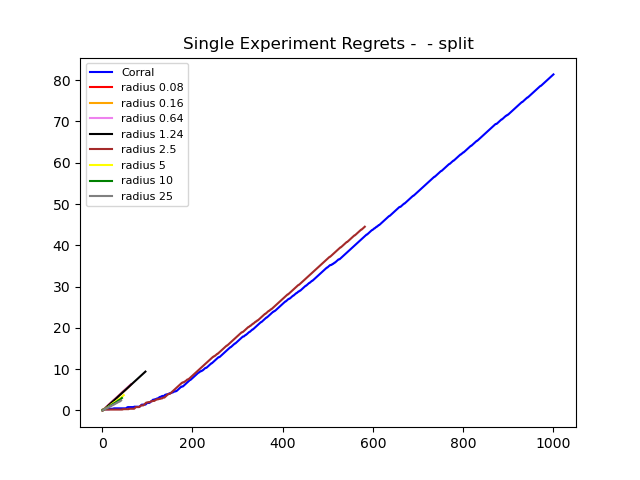 Single Experiment Regrets -  - split
Corral
radius 0.08
radius 0.16
radius 0.64
radius 1.24
radius 2.5
radius 5
radius 10
radius 25
80
70
60
50
40
30
20
10
0
0 200 400 600 800 1000